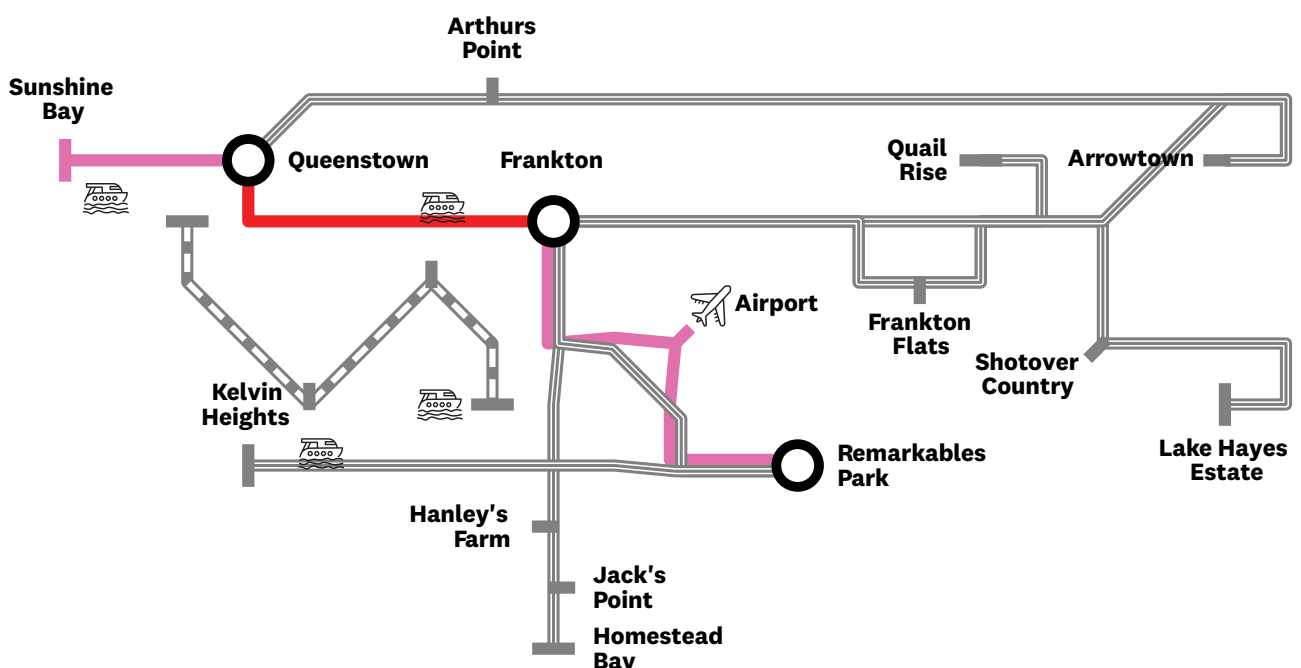 Arthurs
Point
Sunshine
Bay
Queenstown
Frankton
Quail
Rise
Arrowtown
Airport
Frankton
Flats
Shotover
Country
Kelvin
Heights
Lake Hayes
Estate
Remarkables
Park
Hanley's
Farm
Jack's
Point
Homestead
Bay